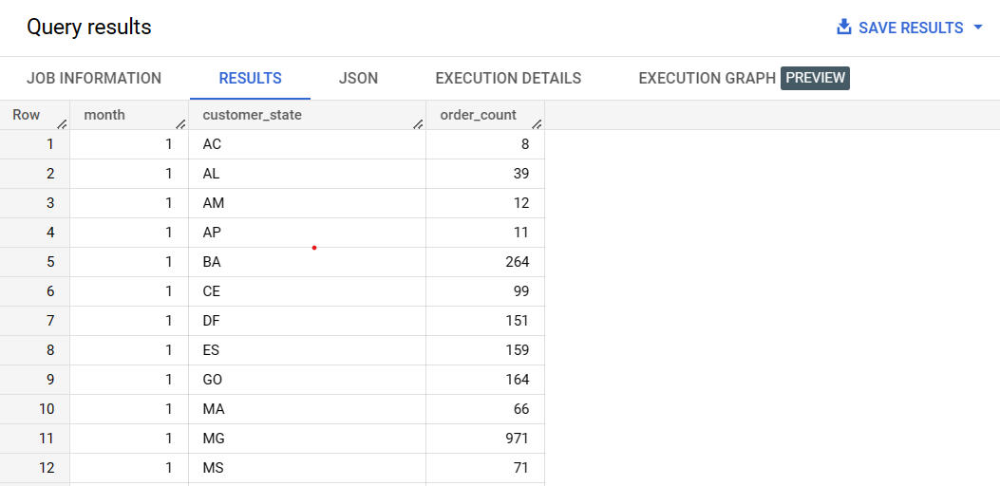 Query results SAVE RESULTS
JOB INFORMATION RESULTS JSON EXECUTION DETAILS EXECUTION GRAPH PREVIEW
Row month customer_state order_count
1 1 AC 8
2 1 AL 39
3 1 AM 12
4 1 AP 11
5 1 BA 264
6 1 CE 99
7 1 DF 151
8 1 ES 159
9 1 GO 164
10 1 MA 66
11 1 MG 971
12 1 MS 71